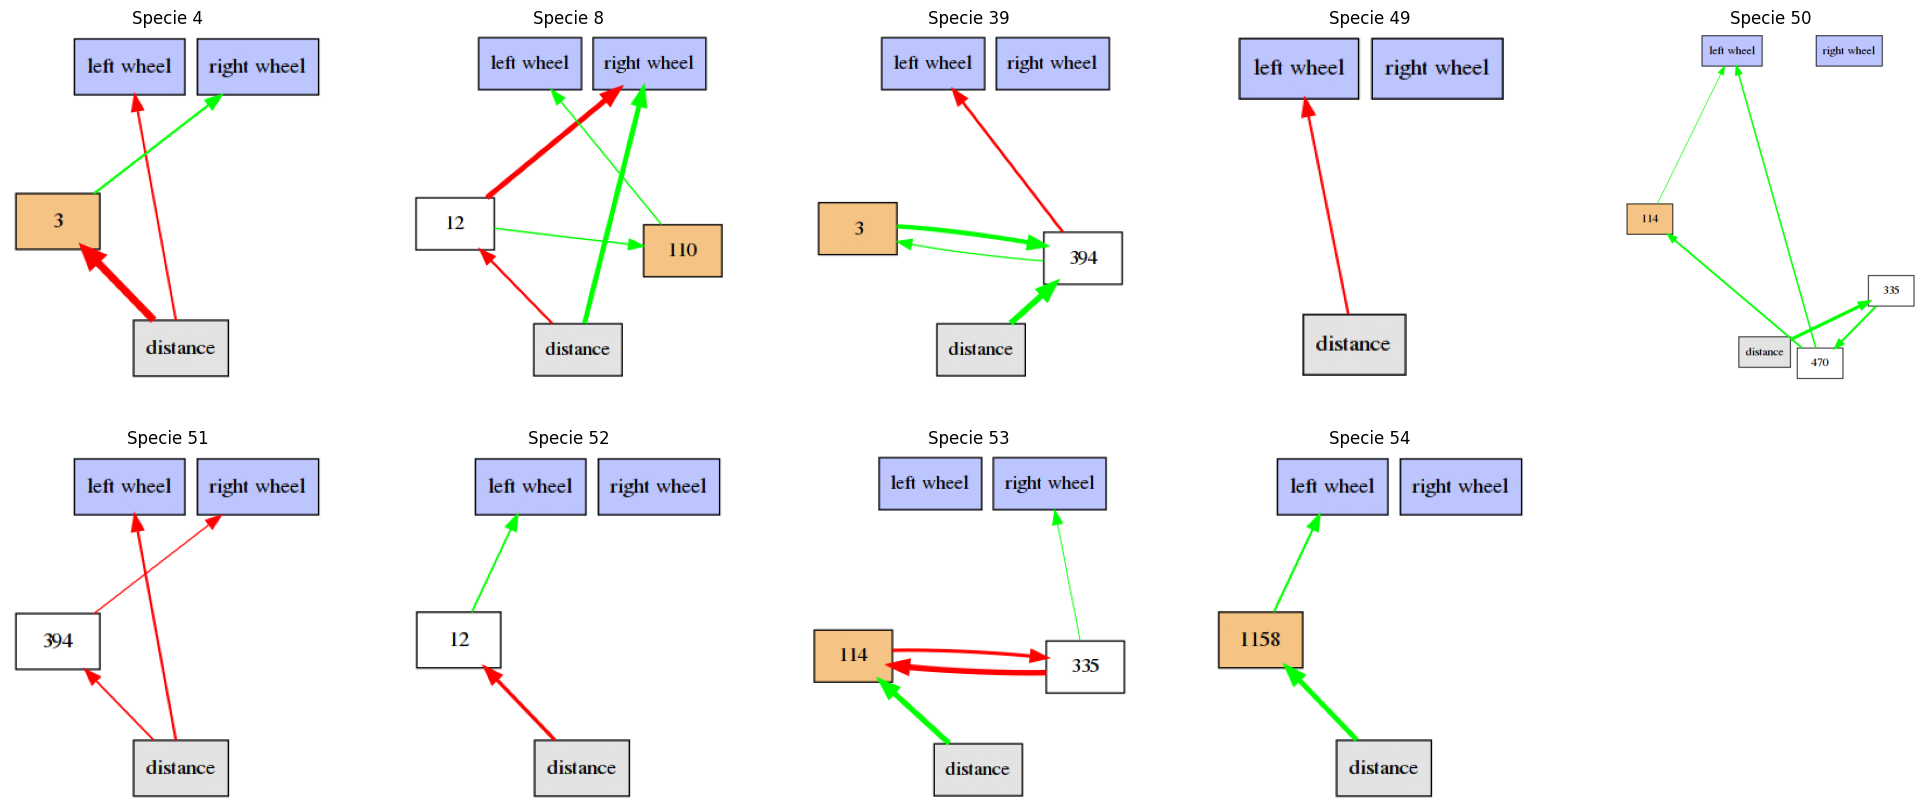 Specie 4
left wheel
right wheel
3
distance
Specie 8
left wheel
right wheel
12
110
distance
Specie 39
left wheel
right wheel
3
394
distance
Specie 49
left wheel
right wheel
distance
Specie 50
left wheel
right wheel
114
335
distance
470
Specie 51
left wheel
right wheel
394
distance
Specie 52
left wheel
right wheel
12
distance
Specie 53
left wheel
right wheel
114
335
distance
Specie 54
left wheel
right wheel
1158
distance